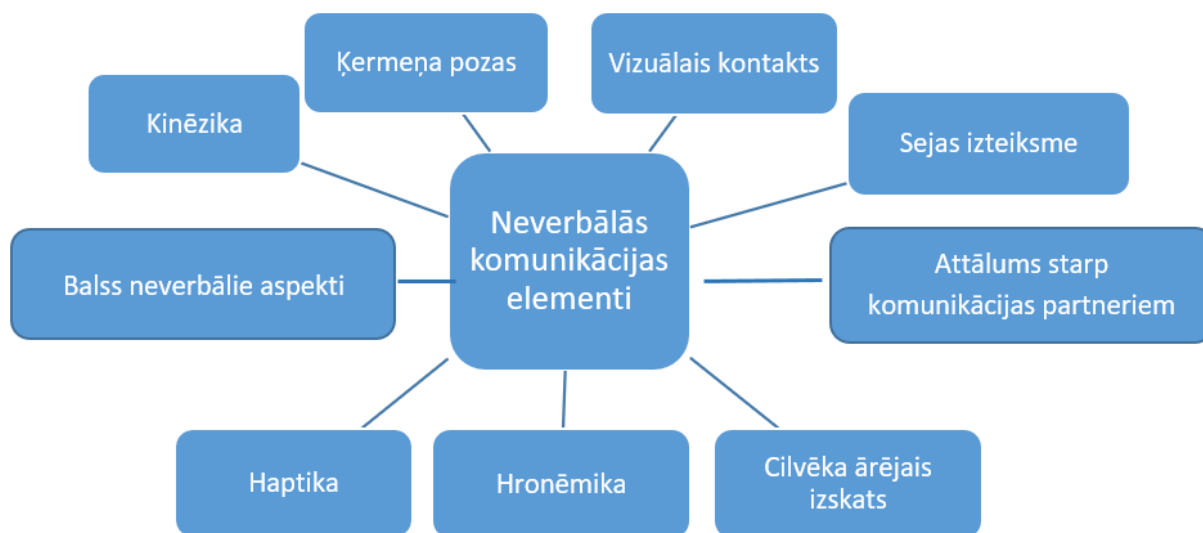 Ķermeņa pozas
Vizuālais kontakts
Kinēzika
Sejas izteiksme
Neverbālās
komunikācijas
elementi
Balss neverbālie aspekti
Attālums starp
komunikācijas partneriem
Haptika
Hronēmika
Cilvēka ārējais
izskats